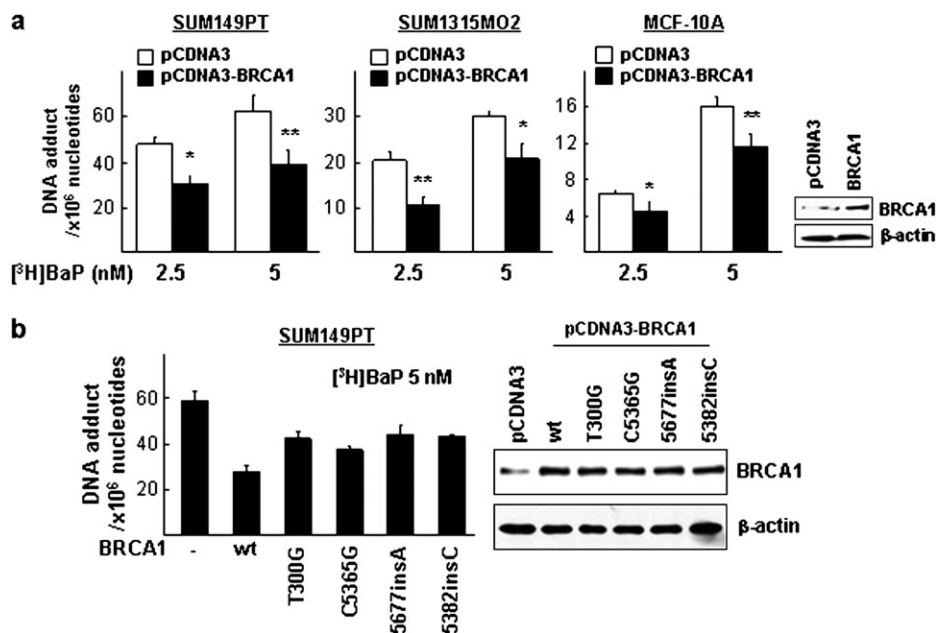 a
SUM149PT
SUM1315MO2
MCF-10A
pCDNA3
pCDNA3-BRCA1
pCDNA3
pCDNA3-BRCA1
pCDNA3
pCDNA3-BRCA1
DNA adduct
/x10⁶ nucleotides
60
40
20
30
20
10
16
12
8
4
*
**
**
*
*
**
pCDNA3
BRCA1
BRCA1
β-actin
[³H]BaP (nM)
2.5
5
2.5
5
2.5
5
b
SUM149PT
[³H]BaP 5 nM
DNA adduct
/x10⁶ nucleotides
60
40
20
BRCA1
-
wt
T300G
C5365G
5677insA
5382insC
pCDNA3-BRCA1
pCDNA3
wt
T300G
C5365G
5677insA
5382insC
BRCA1
β-actin